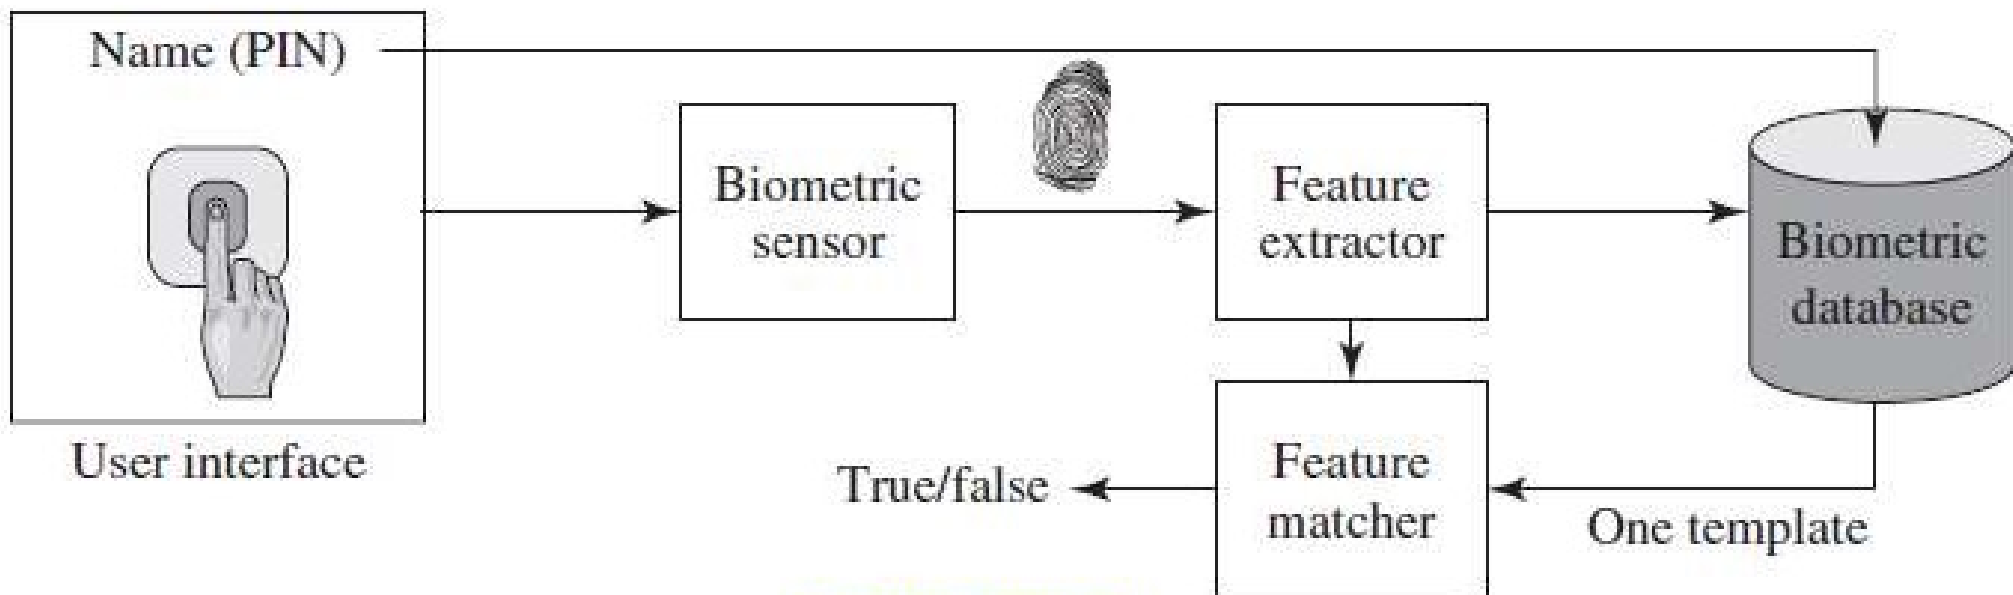 Name (PIN)
Biometric
sensor
Feature
extractor
Biometric
database
User interface
True/false
Feature
matcher
One template